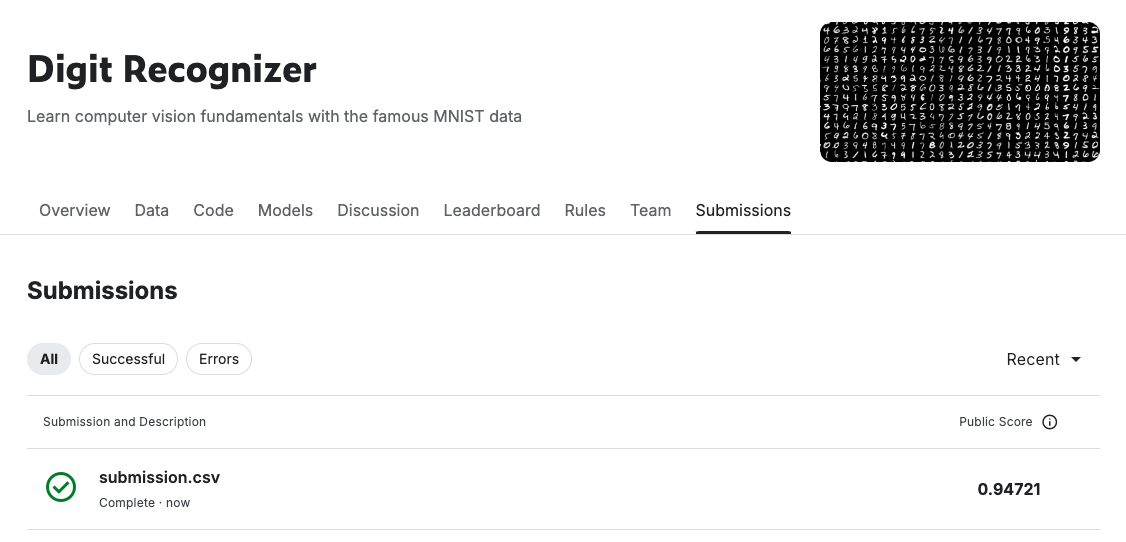 Digit Recognizer
Learn computer vision fundamentals with the famous MNIST data
Overview Data Code Models Discussion Leaderboard Rules Team Submissions
Submissions
All Successful Errors Recent
Submission and Description Public Score
submission.csv
Complete · now
0.94721